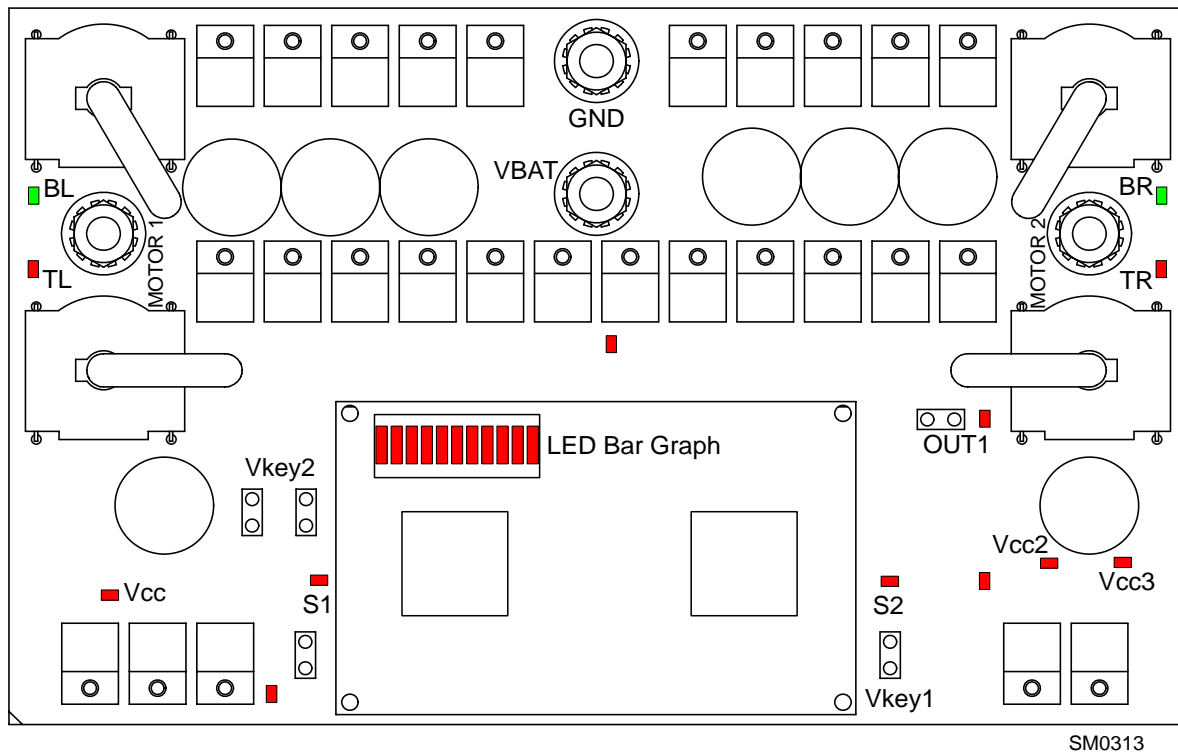 GND
VBAT
BL
BR
MOTOR 1
MOTOR 2
TL
TR
LED Bar Graph
OUT1
Vkey2
Vcc2
Vcc3
Vcc
S1
S2
Vkey1
SM0313